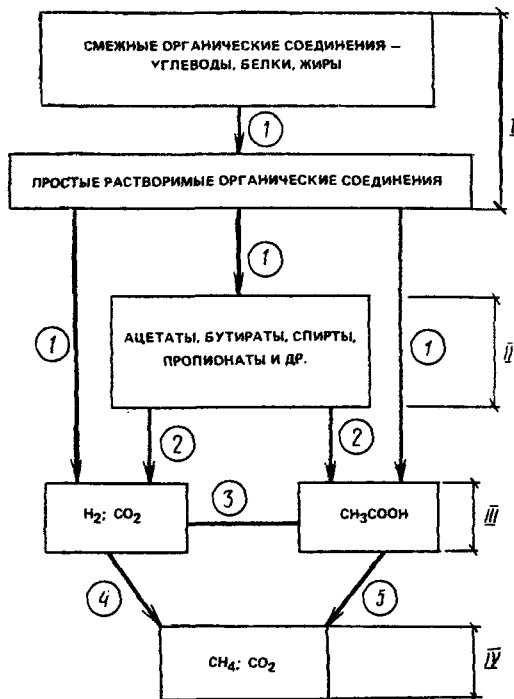 СМЕЖНЫЕ ОРГАНИЧЕСКИЕ СОЕДИНЕНИЯ –
УГЛЕВОДЫ, БЕЛКИ, ЖИРЫ
I
1
ПРОСТЫЕ РАСТВОРИМЫЕ ОРГАНИЧЕСКИЕ СОЕДИНЕНИЯ
1
АЦЕТАТЫ, БУТИРАТЫ, СПИРТЫ,
ПРОПИОНАТЫ И ДР.
1
1
II
2
2
H₂; CO₂
3
CH₃COOH
III
4
5
CH₄; CO₂
IV